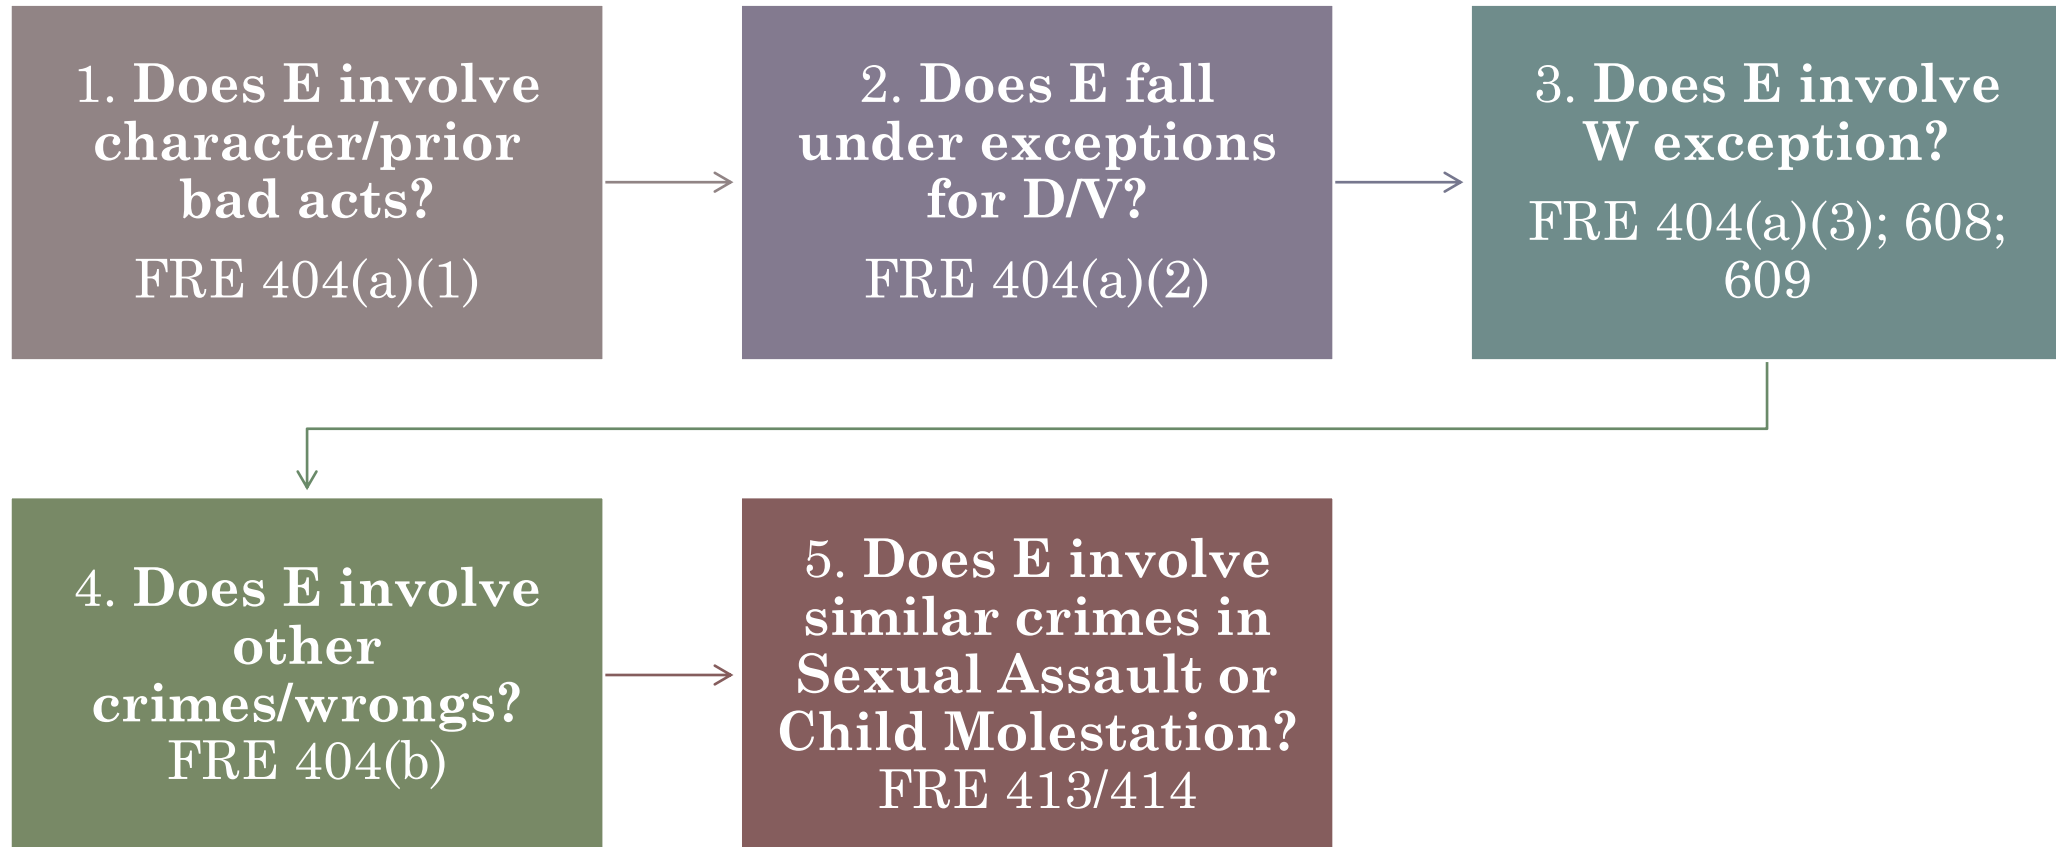 1. Does E involve
character/prior
bad acts?
FRE 404(a)(1)
2. Does E fall
under exceptions
for D/V?
FRE 404(a)(2)
3. Does E involve
W exception?
FRE 404(a)(3); 608;
609
4. Does E involve
other
crimes/wrongs?
FRE 404(b)
5. Does E involve
similar crimes in
Sexual Assault or
Child Molestation?
FRE 413/414